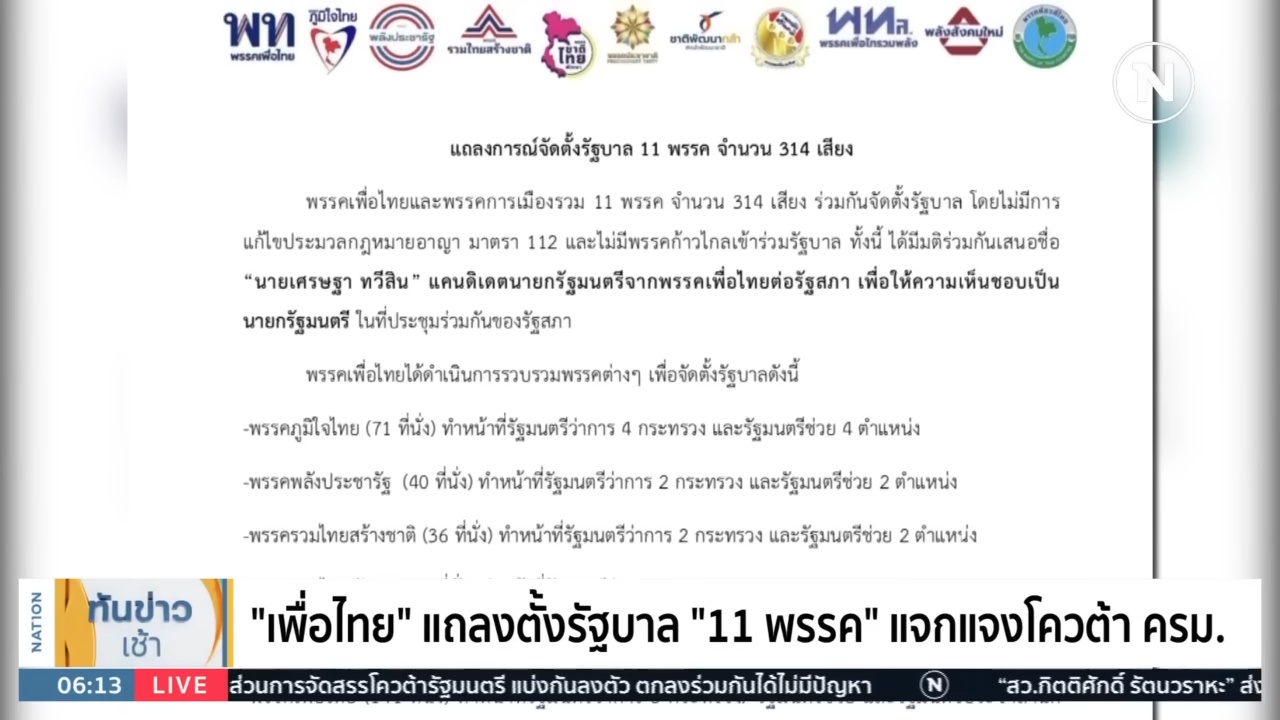 พท
พรรคเพื่อไทย
ภูมิใจไทย
พลังประชารัฐ
รวมไทยสร้างชาติ
ชาติไทย
ชาติพัฒนากล้า
พทล.
พรรคเพื่อไทรวมพลัง
พลังสังคมใหม่
N
แถลงการณ์จัดตั้งรัฐบาล 11 พรรค จำนวน 314 เสียง
พรรคเพื่อไทยและพรรคการเมืองรวม 11 พรรค จำนวน 314 เสียง ร่วมกันจัดตั้งรัฐบาล โดยไม่มีการ
แก้ไขประมวลกฎหมายอาญา มาตรา 112 และไม่มีพรรคก้าวไกลเข้าร่วมรัฐบาล ทั้งนี้ ได้มีมติร่วมกันเสนอชื่อ
“นายเศรษฐา ทวีสิน” แคนดิเดตนายกรัฐมนตรีจากพรรคเพื่อไทยต่อรัฐสภา เพื่อให้ความเห็นชอบเป็น
นายกรัฐมนตรี ในที่ประชุมร่วมกันของรัฐสภา
พรรคเพื่อไทยได้ดำเนินการรวบรวมพรรคต่างๆ เพื่อจัดตั้งรัฐบาลดังนี้
-พรรคภูมิใจไทย (71 ที่นั่ง) ทำหน้าที่รัฐมนตรีว่าการ 4 กระทรวง และรัฐมนตรีช่วย 4 ตำแหน่ง
-พรรคพลังประชารัฐ (40 ที่นั่ง) ทำหน้าที่รัฐมนตรีว่าการ 2 กระทรวง และรัฐมนตรีช่วย 2 ตำแหน่ง
-พรรครวมไทยสร้างชาติ (36 ที่นั่ง) ทำหน้าที่รัฐมนตรีว่าการ 2 กระทรวง และรัฐมนตรีช่วย 2 ตำแหน่ง
NATION
ทันข่าว
เช้า
"เพื่อไทย" แถลงตั้งรัฐบาล "11 พรรค" แจกแจงโควต้า ครม.
06:13 LIVE ส่วนการจัดสรรโควต้ารัฐมนตรี แบ่งกันลงตัว ตกลงร่วมกันได้ไม่มีปัญหา N “สว.กิตติศักดิ์ รัตนวราหะ” ส่ง